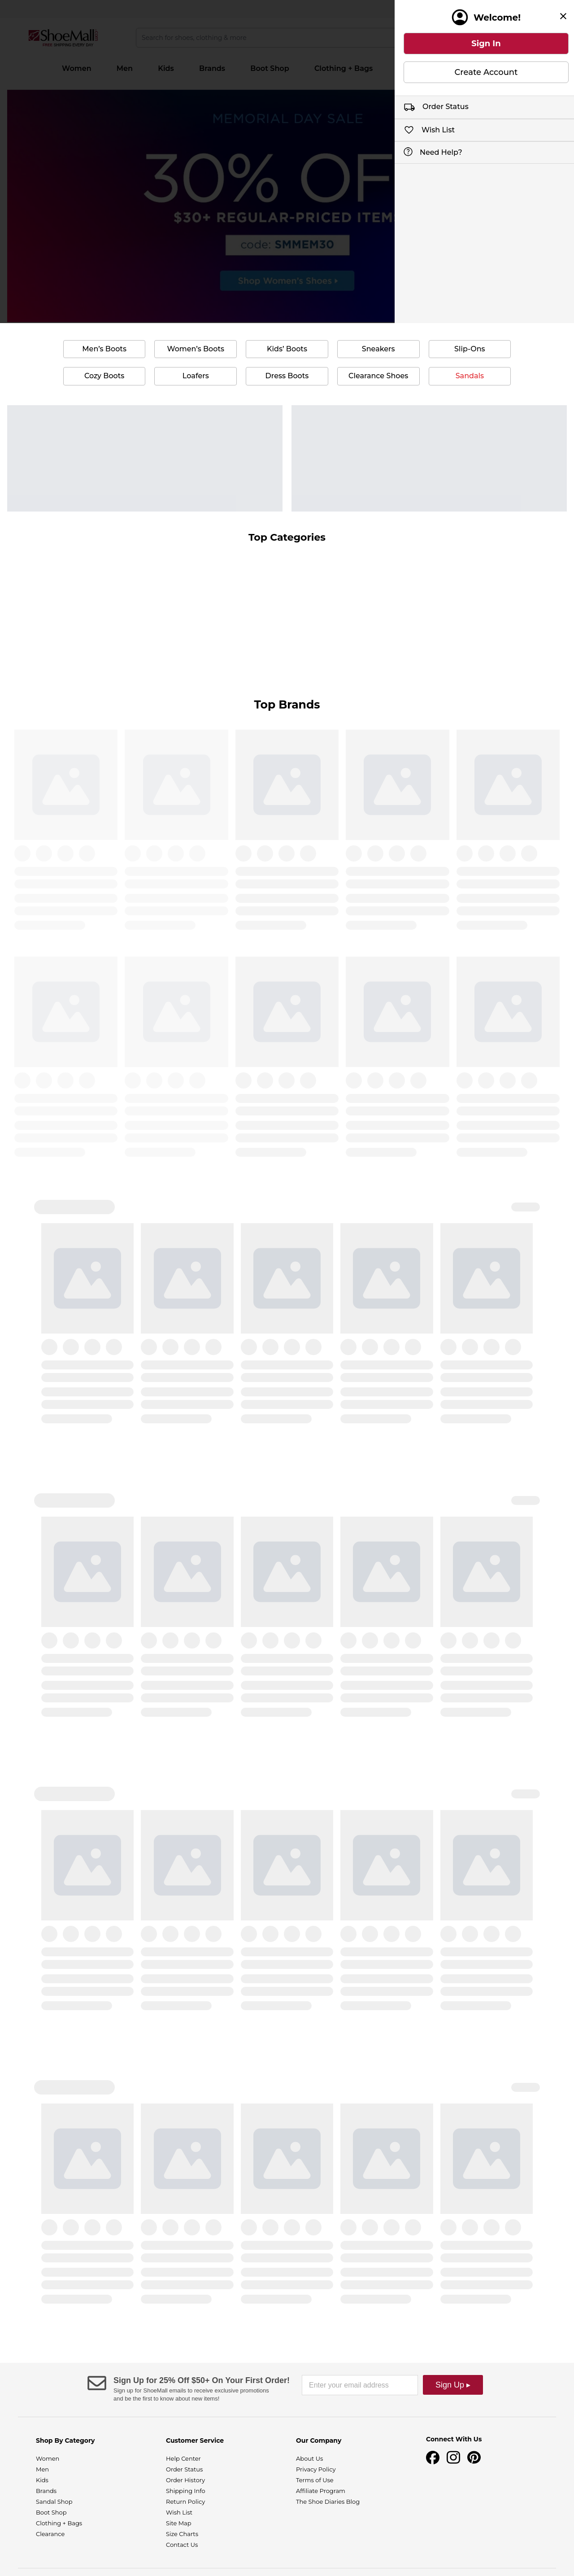 Welcome!
Sign In
Create Account
Order Status
Wish List
Need Help?
ShoeMall
FREE SHIPPING EVERY DAY
Search for shoes, clothing & more
Women
Men
Kids
Brands
Boot Shop
Clothing + Bags
MEMORIAL DAY SALE
30% OF
$30+ REGULAR-PRICED ITEM
code: SMMEM30
Shop Women's Shoes
Men's Boots
Women's Boots
Kids' Boots
Sneakers
Slip-Ons
Cozy Boots
Loafers
Dress Boots
Clearance Shoes
Sandals
Top Categories
Top Brands
Sign Up for 25% Off $50+ On Your First Order!
Sign up for ShoeMall emails to receive exclusive promotions
and be the first to know about new items!
Enter your email address
Sign Up ▸
Shop By Category
Women
Men
Kids
Brands
Sandal Shop
Boot Shop
Clothing + Bags
Clearance
Customer Service
Help Center
Order Status
Order History
Shipping Info
Return Policy
Wish List
Site Map
Size Charts
Contact Us
Our Company
About Us
Privacy Policy
Terms of Use
Affiliate Program
The Shoe Diaries Blog
Connect With Us